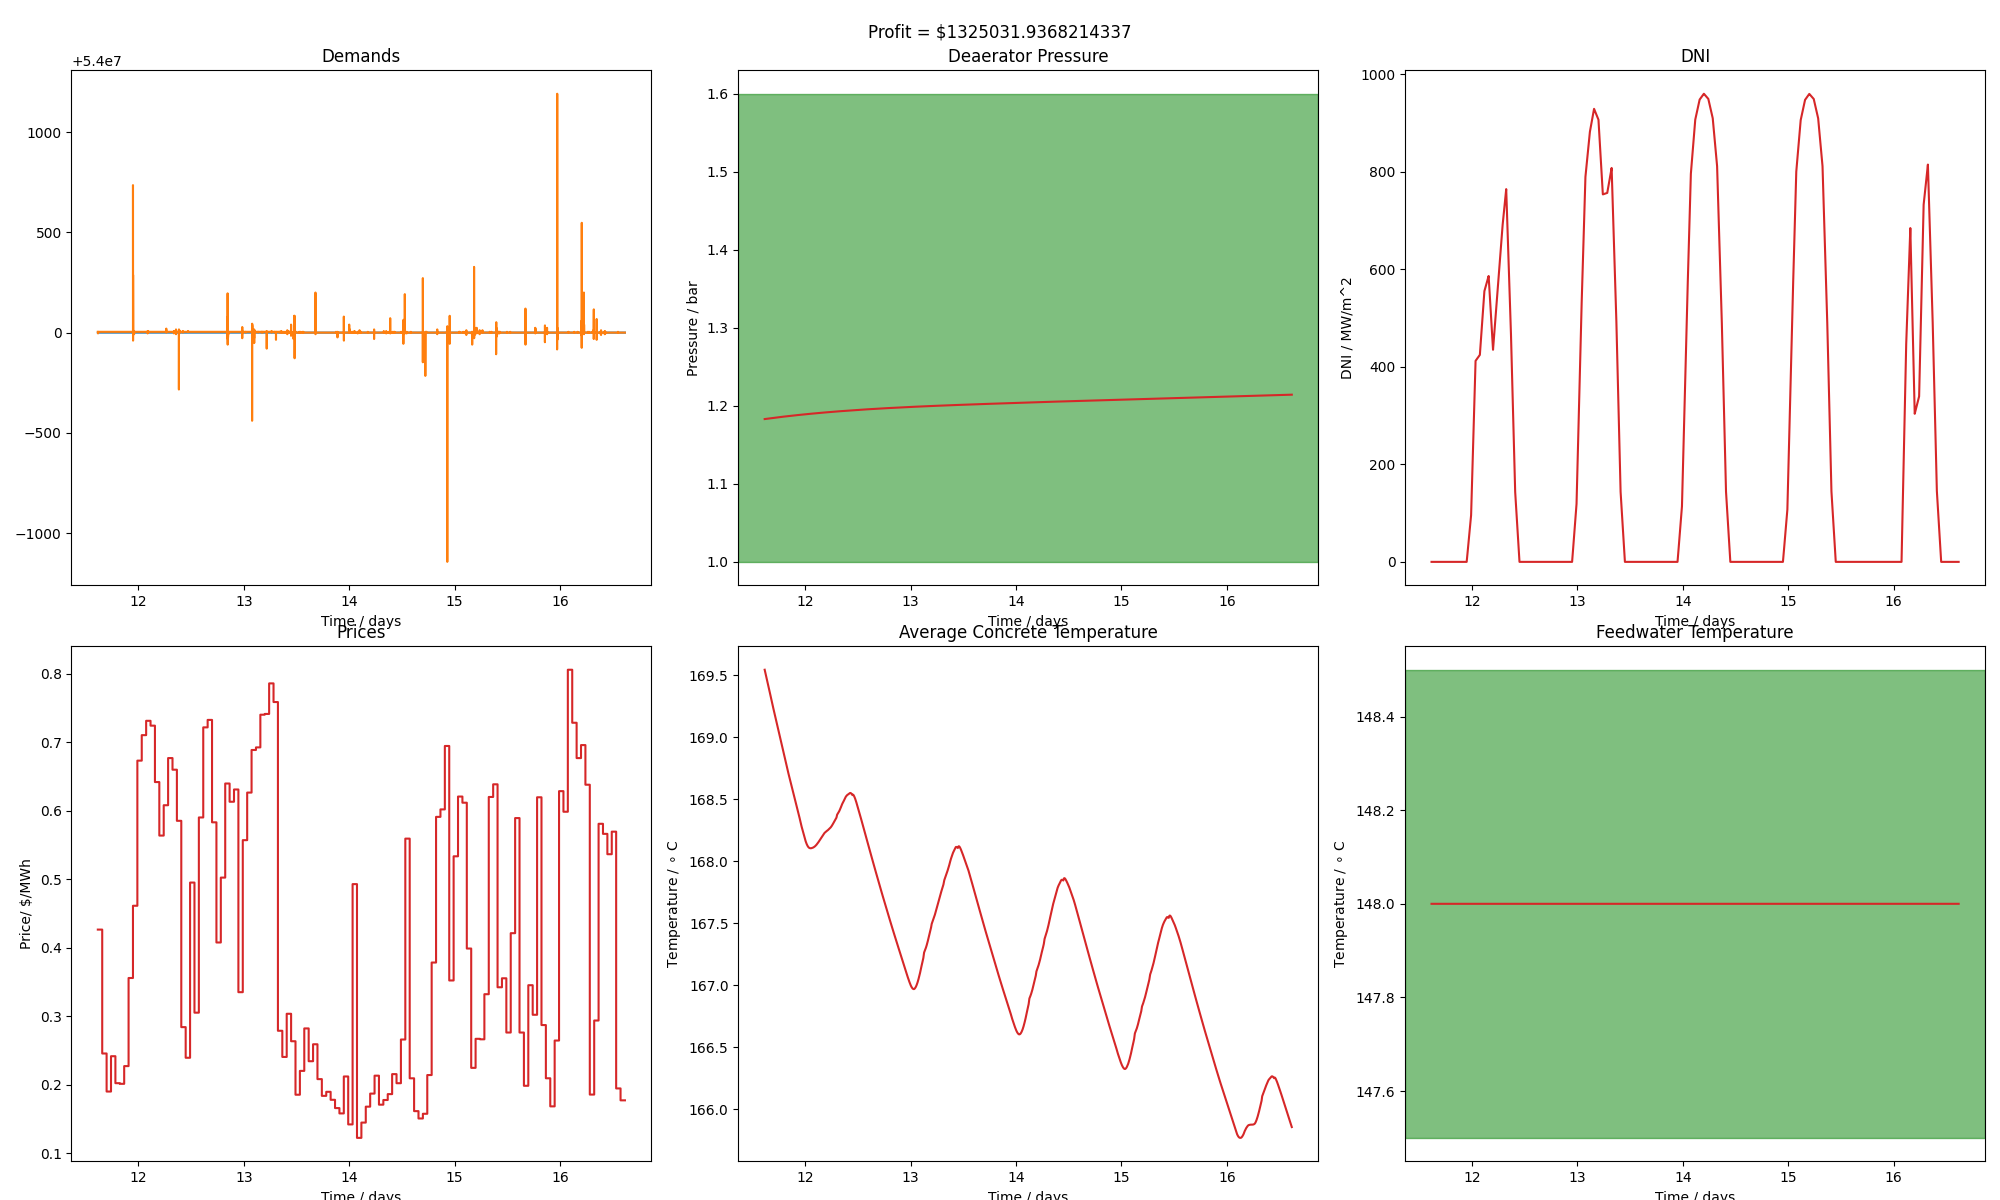 Profit = $1325031.9368214337
Demands
+5.4e7
1000
500
0
−500
−1000
12 13 14 15 16
Time / days
Deaerator Pressure
Pressure / bar
1.6
1.5
1.4
1.3
1.2
1.1
1.0
12 13 14 15 16
Time / days
DNI
DNI / MW/m^2
1000
800
600
400
200
0
12 13 14 15 16
Time / days
Prices
Price/ $/MWh
0.8
0.7
0.6
0.5
0.4
0.3
0.2
0.1
12 13 14 15 16
Time / days
Average Concrete Temperature
Temperature / ∘ C
169.5
169.0
168.5
168.0
167.5
167.0
166.5
166.0
12 13 14 15 16
Time / days
Feedwater Temperature
Temperature / ∘ C
148.4
148.2
148.0
147.8
147.6
12 13 14 15 16
Time / days